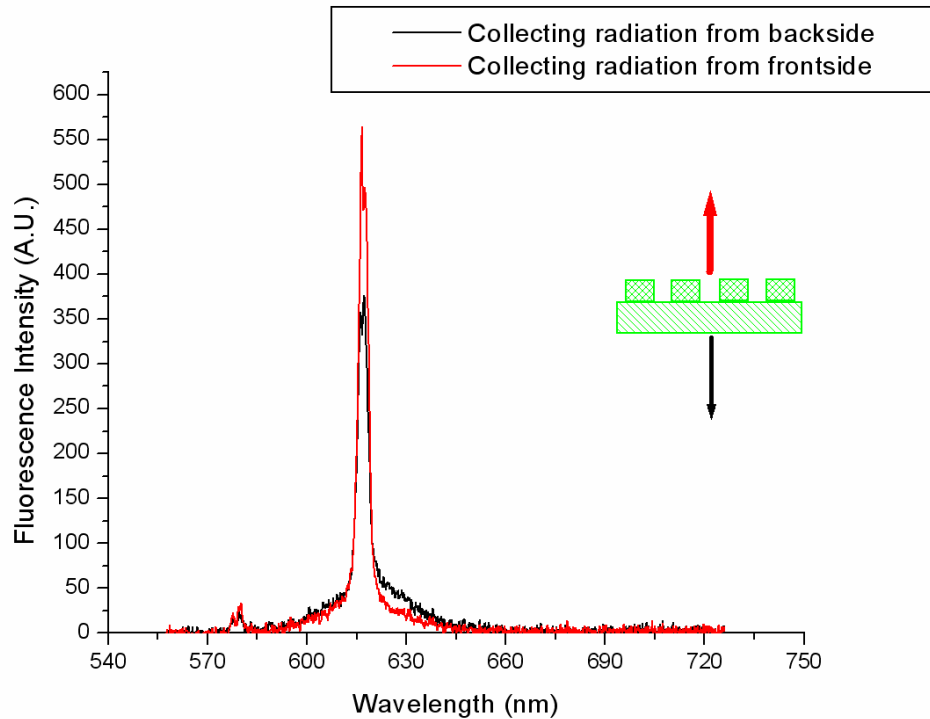 Collecting radiation from backside
Collecting radiation from frontside
600
550
500
450
400
350
300
250
200
150
100
50
0
Fluorescence Intensity (A.U.)
540 570 600 630 660 690 720 750
Wavelength (nm)